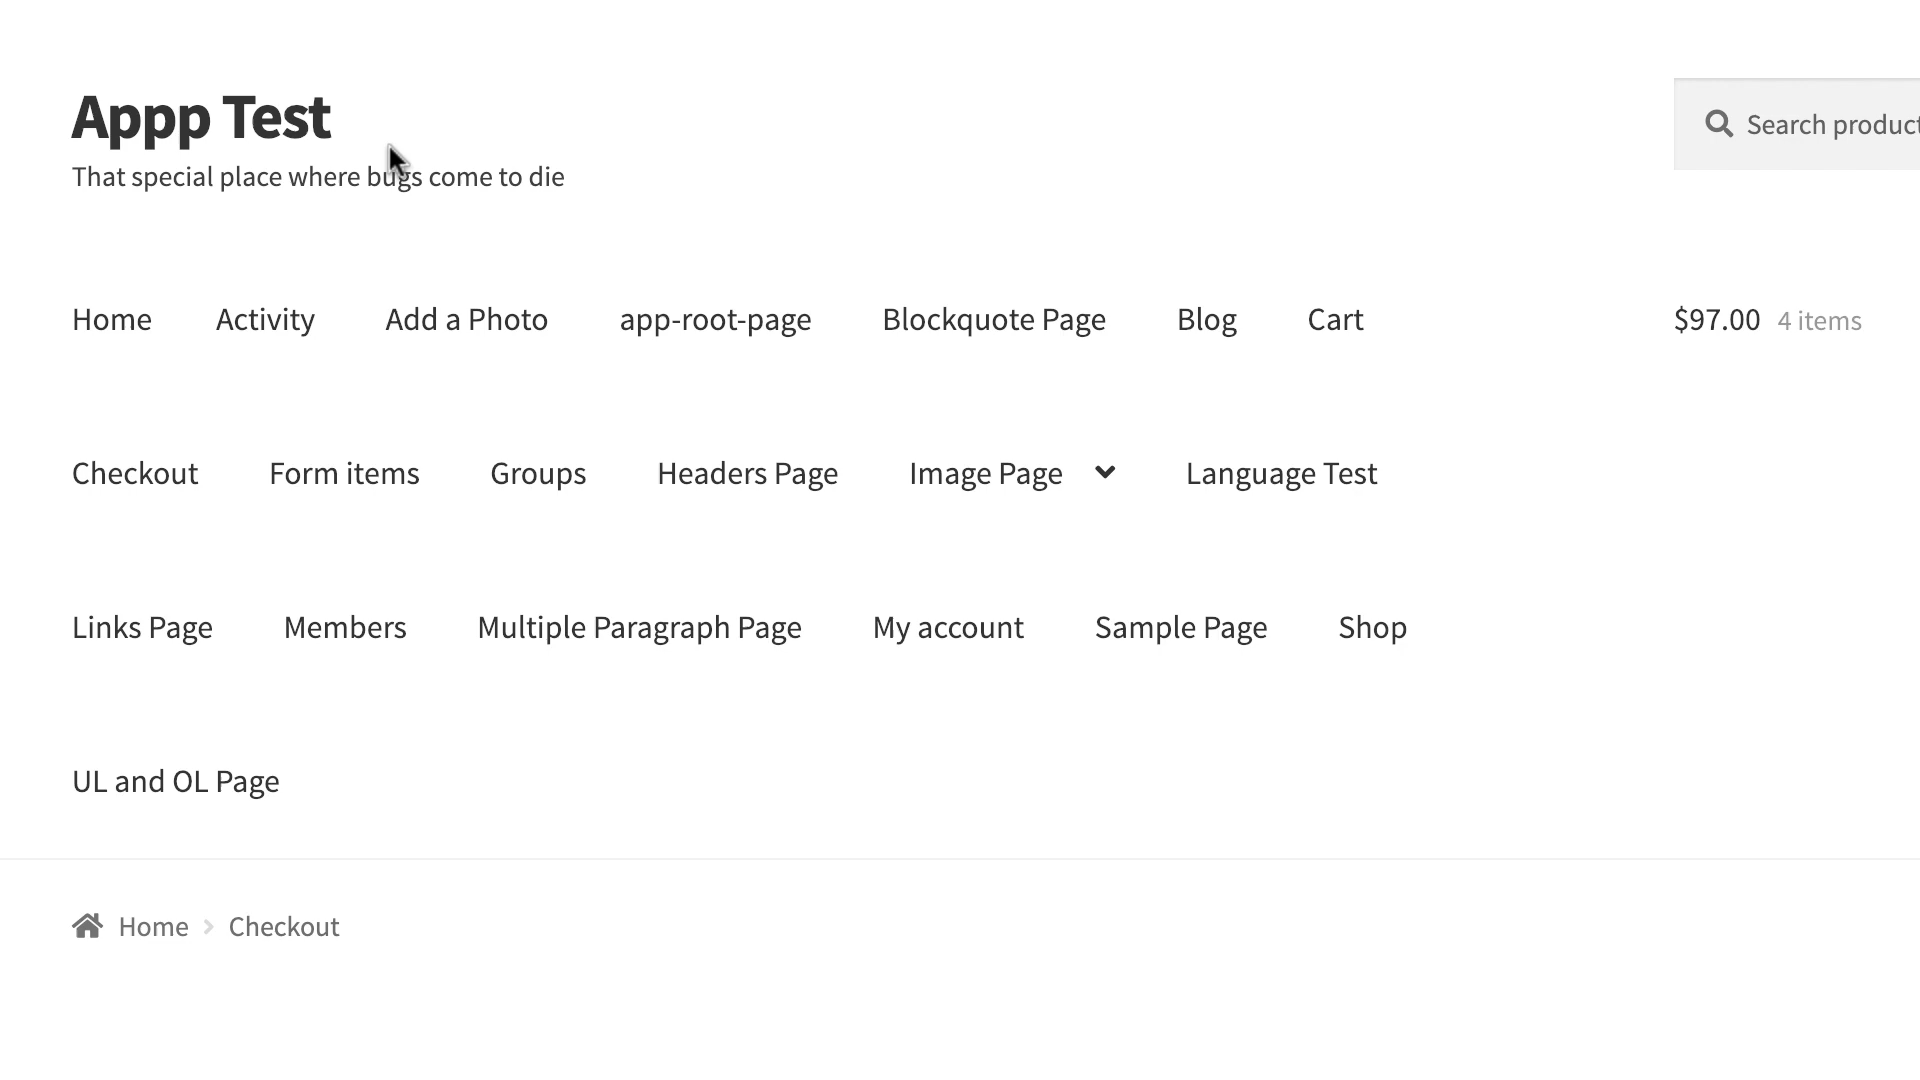 Appp Test
Search product
That special place where bugs come to die
Home Activity Add a Photo app-root-page Blockquote Page Blog Cart $97.00 4 items
Checkout Form items Groups Headers Page Image Page Language Test
Links Page Members Multiple Paragraph Page My account Sample Page Shop
UL and OL Page
Home Checkout